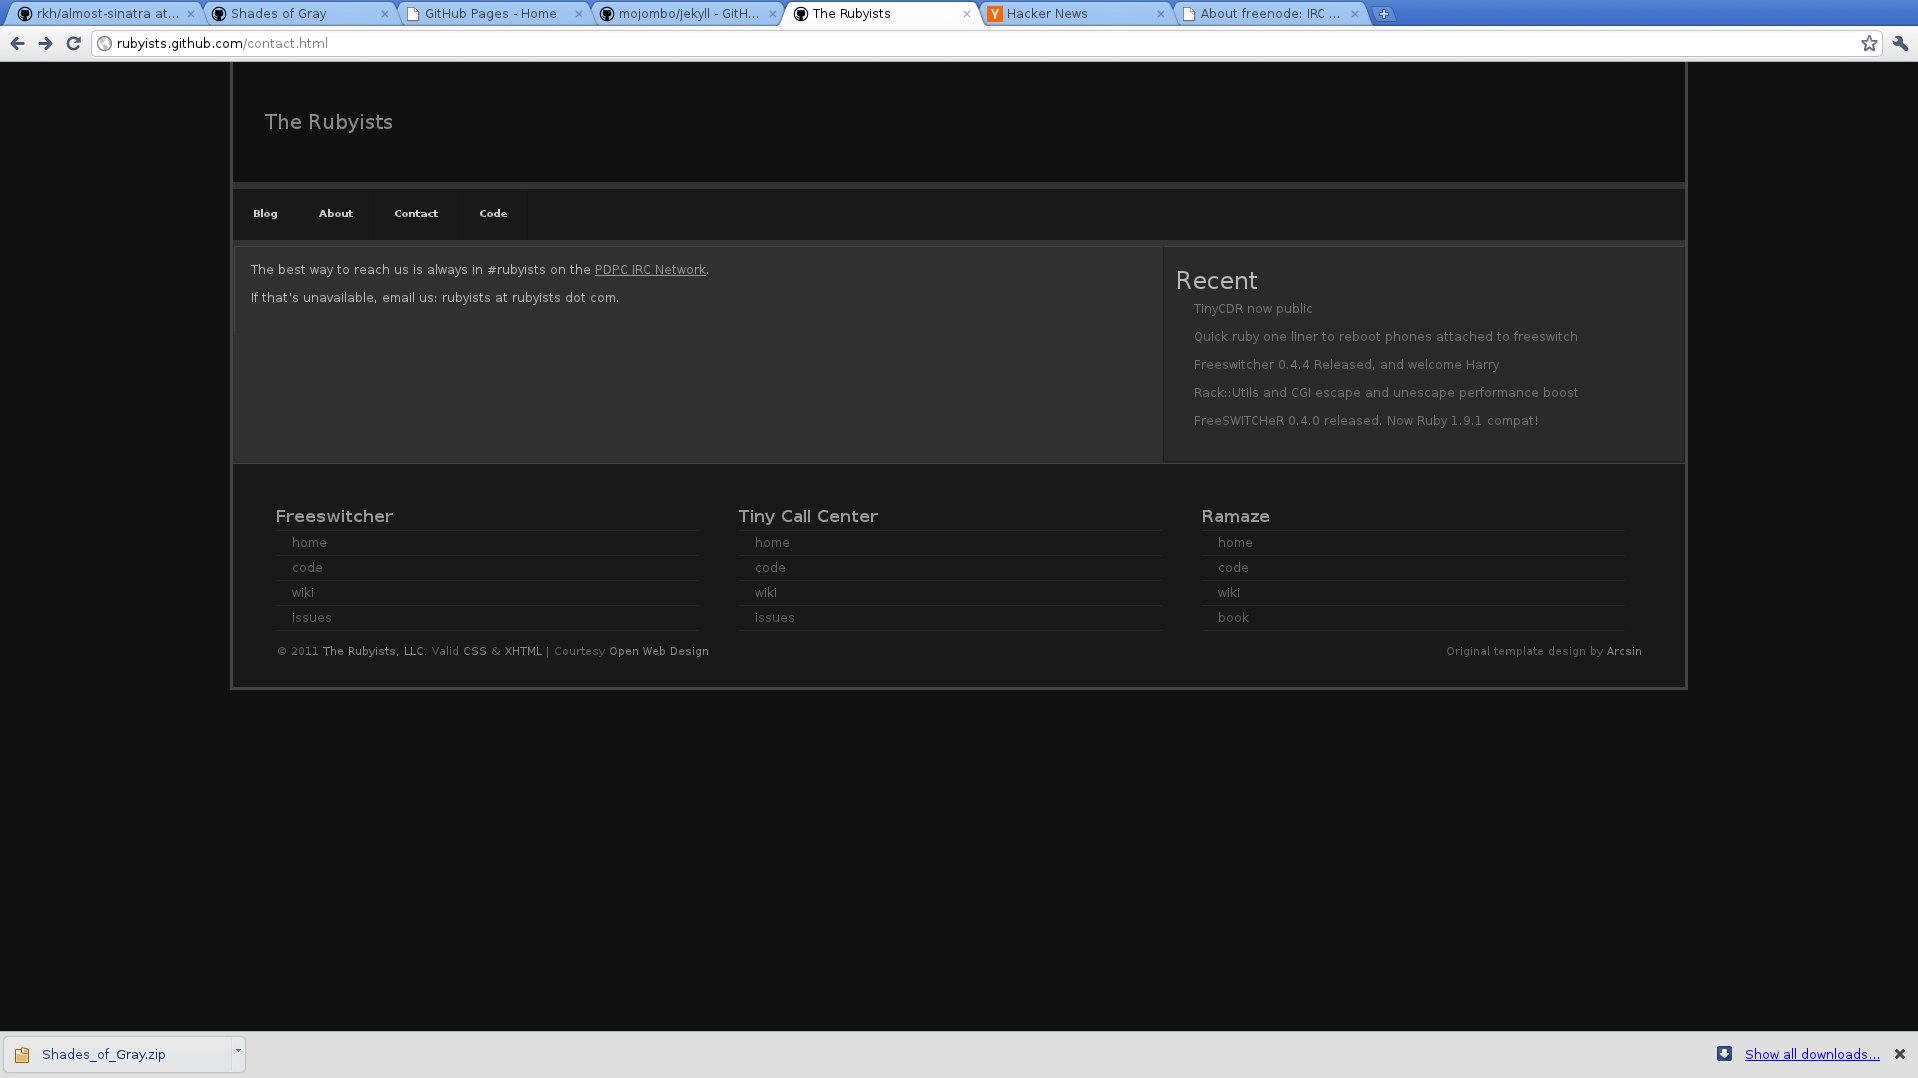 rkh/almost-sinatra at...
Shades of Gray
GitHub Pages - Home
mojombo/jekyll - GitH...
The Rubyists
Hacker News
About freenode: IRC ...
rubyists.github.com/contact.html
The Rubyists
Blog
About
Contact
Code
The best way to reach us is always in #rubyists on the PDPC IRC Network.
If that's unavailable, email us: rubyists at rubyists dot com.
Recent
TinyCDR now public
Quick ruby one liner to reboot phones attached to freeswitch
Freeswitcher 0.4.4 Released, and welcome Harry
Rack::Utils and CGI escape and unescape performance boost
FreeSWITCHeR 0.4.0 released. Now Ruby 1.9.1 compat!
Freeswitcher
home
code
wiki
issues
Tiny Call Center
home
code
wiki
issues
Ramaze
home
code
wiki
book
© 2011 The Rubyists, LLC. Valid CSS & XHTML | Courtesy Open Web Design
Original template design by Arcsin
Shades_of_Gray.zip
Show all downloads...